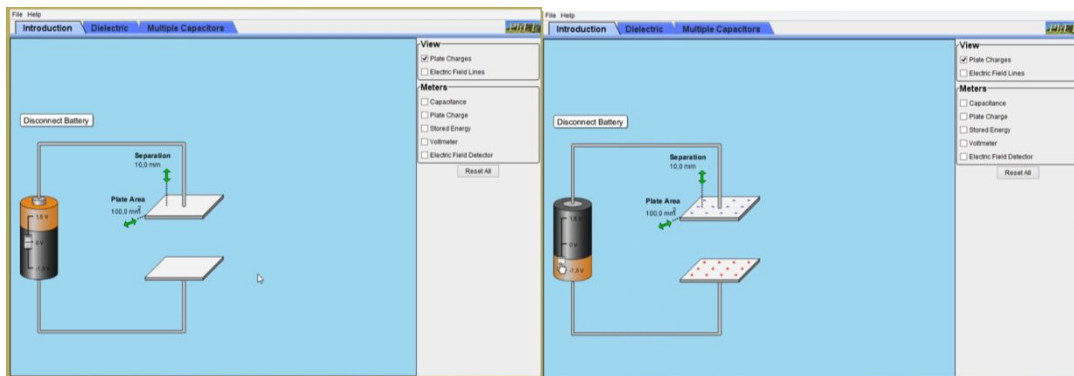 File Help
Introduction Dielectric Multiple Capacitors
View
Plate Charges
Electric Field Lines
Meters
Capacitance
Plate Charge
Stored Energy
Voltmeter
Electric Field Detector
Reset All
Disconnect Battery
Separation
10,0 mm
Plate Area
100,0 mm²
1,5 V
0 V
-1,5 V
File Help
Introduction Dielectric Multiple Capacitors
View
Plate Charges
Electric Field Lines
Meters
Capacitance
Plate Charge
Stored Energy
Voltmeter
Electric Field Detector
Reset All
Disconnect Battery
Separation
10,0 mm
Plate Area
100,0 mm²
1,5 V
0 V
-1,5 V